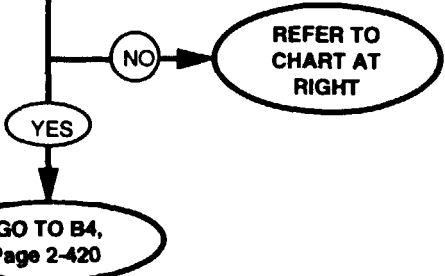 NO
REFER TO
CHART AT
RIGHT
YES
GO TO B4,
Page 2-420